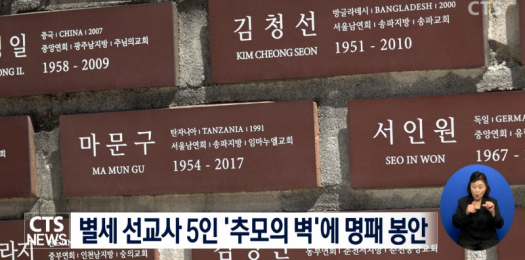 CTS
방글라데시 | BANGLADESH | 2000
서울남연회 | 송파지방 | 송파교회
김청선
KIM CHEONG SEON
1951 - 2010
중국 | CHINA | 2007
중앙연회 | 광주남지방 | 주님의교회
일
1958 - 2009
탄자니아 | TANZANIA | 1991
서울남연회 | 송파지방 | 임마누엘교회
마문구
MA MUN GU
1954 - 2017
독일 | GERMA
서인원
SEO IN WON
1967 -
CTS
NEWS
별세 선교사 5인 '추모의 벽'에 명패 봉안